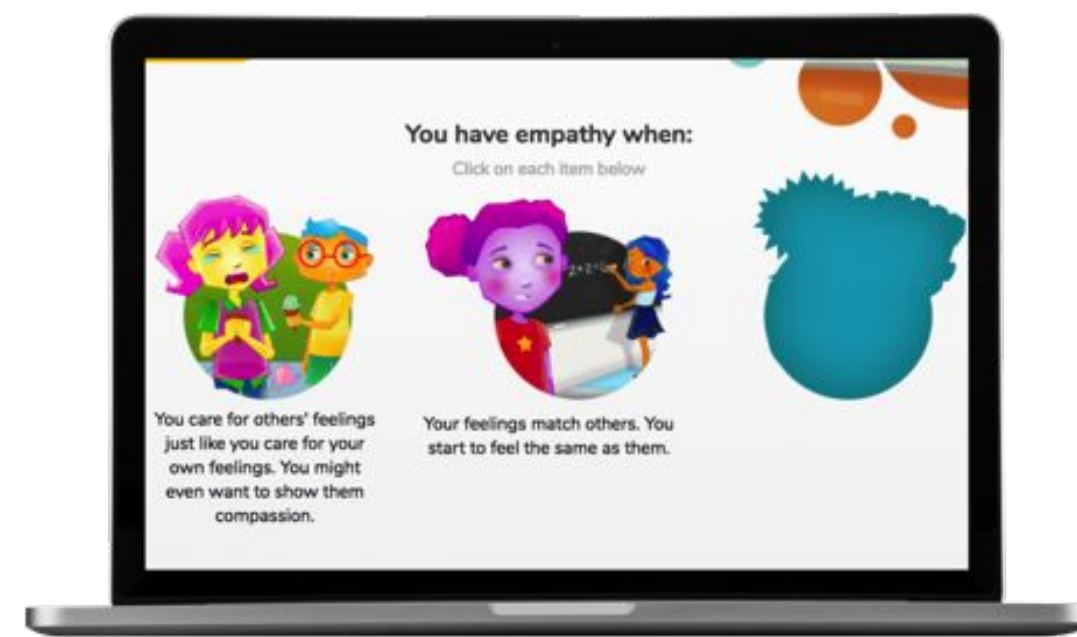 You have empathy when:
Click on each item below
2+2=
You care for others' feelings
just like you care for your
own feelings. You might
even want to show them
compassion.
Your feelings match others. You
start to feel the same as them.